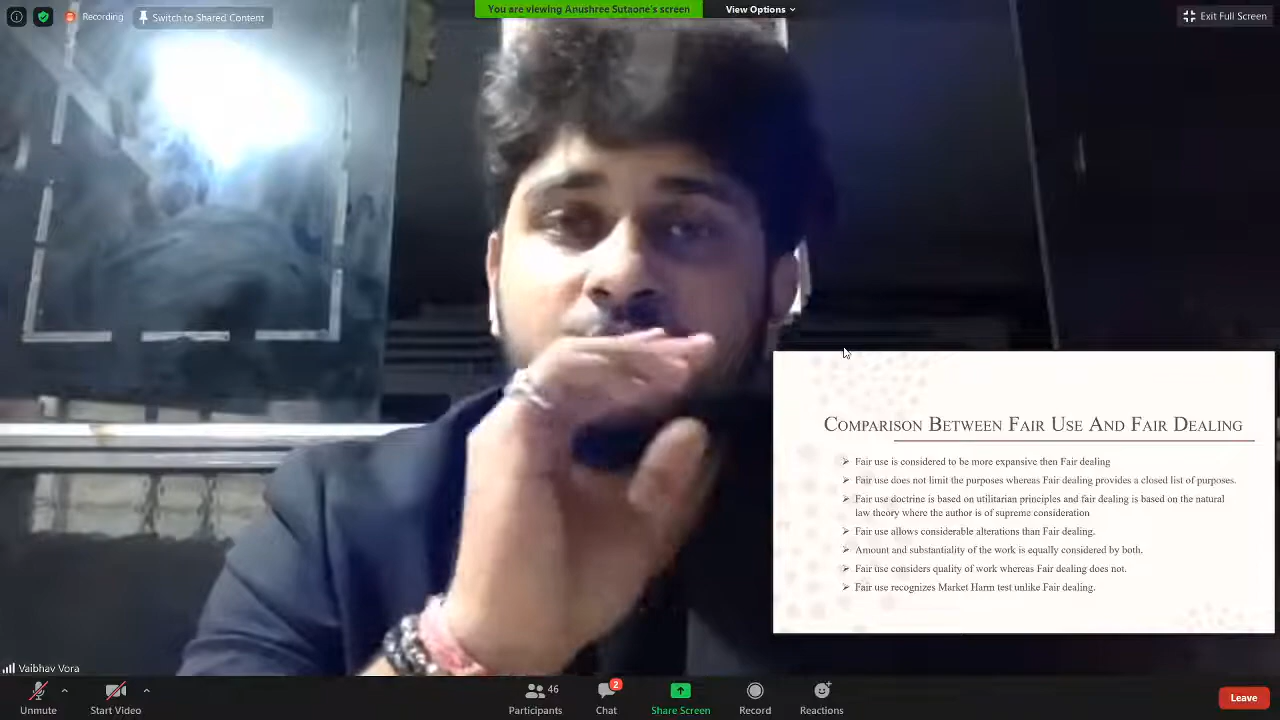 Recording
Switch to Shared Content
You are viewing Anushree Sutaone's screen
View Options
Exit Full Screen
COMPARISON BETWEEN FAIR USE AND FAIR DEALING
➢ Fair use is considered to be more expansive then Fair dealing
➢ Fair use does not limit the purposes whereas Fair dealing provides a closed list of purposes.
➢ Fair use doctrine is based on utilitarian principles and fair dealing is based on the natural
law theory where the author is of supreme consideration
➢ Fair use allows considerable alterations than Fair dealing.
➢ Amount and substantiality of the work is equally considered by both.
➢ Fair use considers quality of work whereas Fair dealing does not.
➢ Fair use recognizes Market Harm test unlike Fair dealing.
Vaibhav Vora
Unmute
Start Video
46
Participants
2
Chat
Share Screen
Record
Reactions
Leave